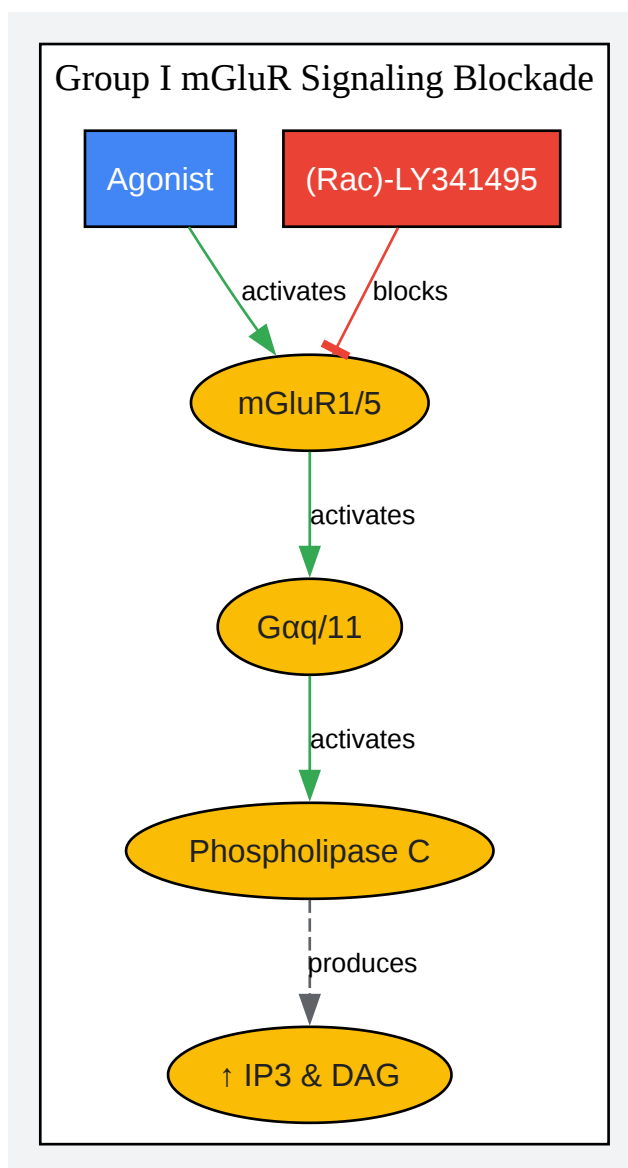 Group I mGluR Signaling Blockade
Agonist
(Rac)-LY341495
activates
blocks
mGluR1/5
activates
Gαq/11
activates
Phospholipase C
produces
↑ IP3 & DAG